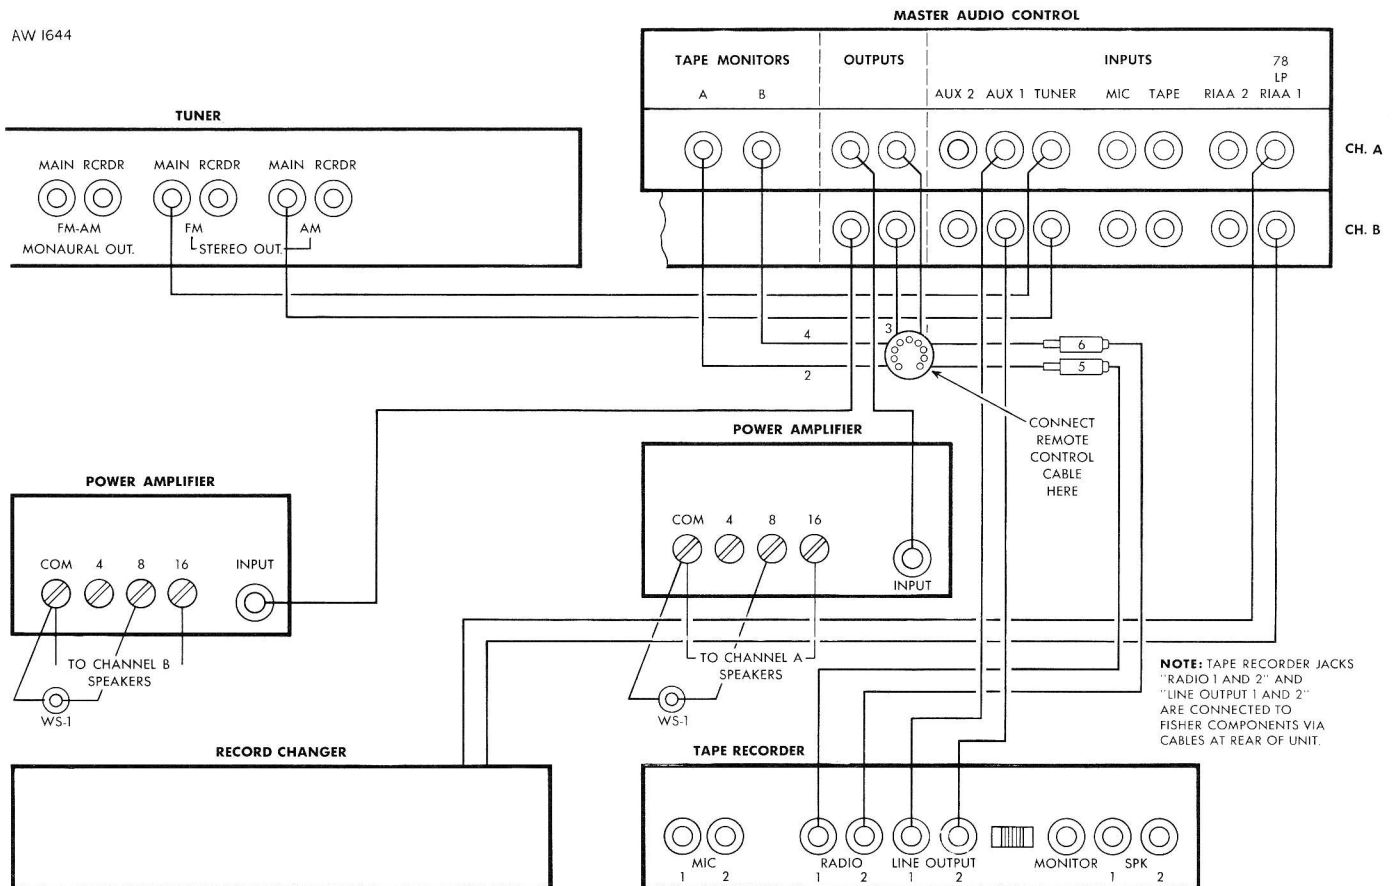 AW 1644
MASTER AUDIO CONTROL
TAPE MONITORS
OUTPUTS
INPUTS
78
LP
A B AUX 2 AUX 1 TUNER MIC TAPE RIAA 2 RIAA 1
CH. A
CH. B
TUNER
MAIN RCRDR MAIN RCRDR MAIN RCRDR
FM-AM FM AM
MONAURAL OUT. STEREO OUT.
4
3
1
2
6
5
CONNECT
REMOTE
CONTROL
CABLE
HERE
POWER AMPLIFIER
COM 4 8 16
INPUT
TO CHANNEL A
SPEAKERS
WS-1
POWER AMPLIFIER
COM 4 8 16 INPUT
TO CHANNEL B
SPEAKERS
WS-1
NOTE: TAPE RECORDER JACKS
"RADIO 1 AND 2" AND
"LINE OUTPUT 1 AND 2"
ARE CONNECTED TO
FISHER COMPONENTS VIA
CABLES AT REAR OF UNIT.
RECORD CHANGER
TAPE RECORDER
MIC RADIO LINE OUTPUT MONITOR SPK
1 2 1 2 1 2 1 2